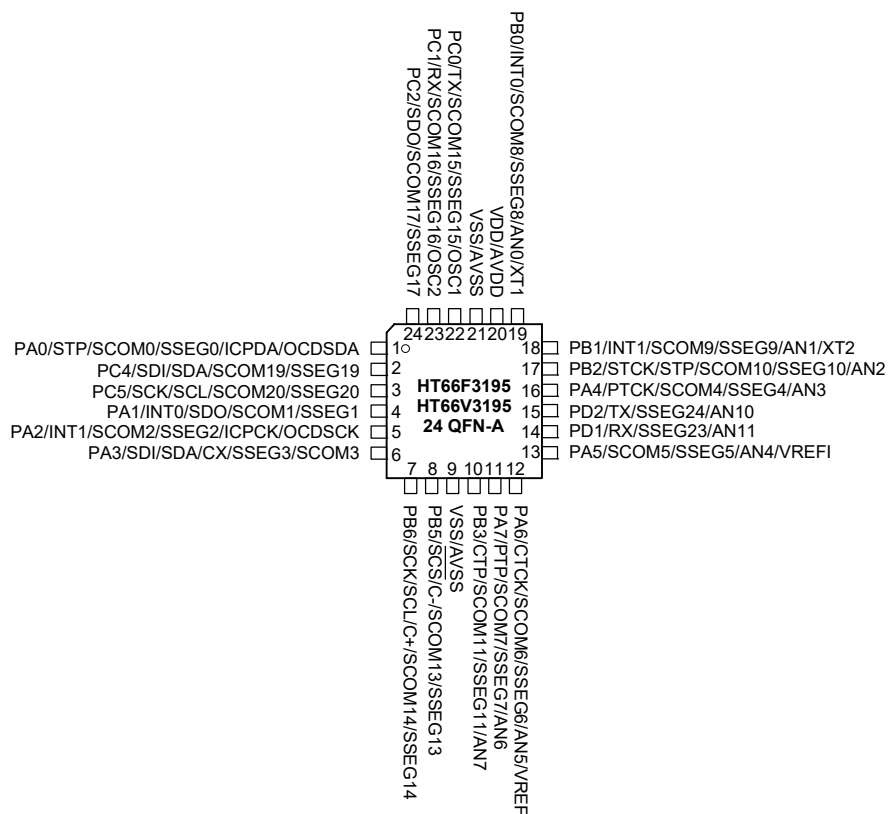 PC2/SDO/SCOM17/SSEG17
PC1/RX/SCOM16/SSEG16/OSC2
PC0/TX/SCOM15/SSEG15/OSC1
VSS/AVSS
VDD/AVDD
PB0/INT0/SCOM8/SSEG8/AN0/XT1
24 23 22 21 20 19
PA0/STP/SCOM0/SSEG0/ICPDA/OCDSDA 1
PC4/SDI/SDA/SCOM19/SSEG19 2
PC5/SCK/SCL/SCOM20/SSEG20 3
PA1/INT0/SDO/SCOM1/SSEG1 4
PA2/INT1/SCOM2/SSEG2/ICPCK/OCDSCK 5
PA3/SDI/SDA/CX/SSEG3/SCOM3 6
HT66F3195
HT66V3195
24 QFN-A
18 PB1/INT1/SCOM9/SSEG9/AN1/XT2
17 PB2/STCK/STP/SCOM10/SSEG10/AN2
16 PA4/PTCK/SCOM4/SSEG4/AN3
15 PD2/TX/SSEG24/AN10
14 PD1/RX/SSEG23/AN11
13 PA5/SCOM5/SSEG5/AN4/VREFI
7 8 9 10 11 12
PB6/SCK/SCL/C+/SCOM14/SSEG14
PB5/SCS/C-/SCOM13/SSEG13
VSS/AVSS
PB3/CTP/SCOM11/SSEG11/AN7
PA7/PTP/SCOM7/SSEG7/AN6
PA6/CTCK/SCOM6/SSEG6/AN5/VREF